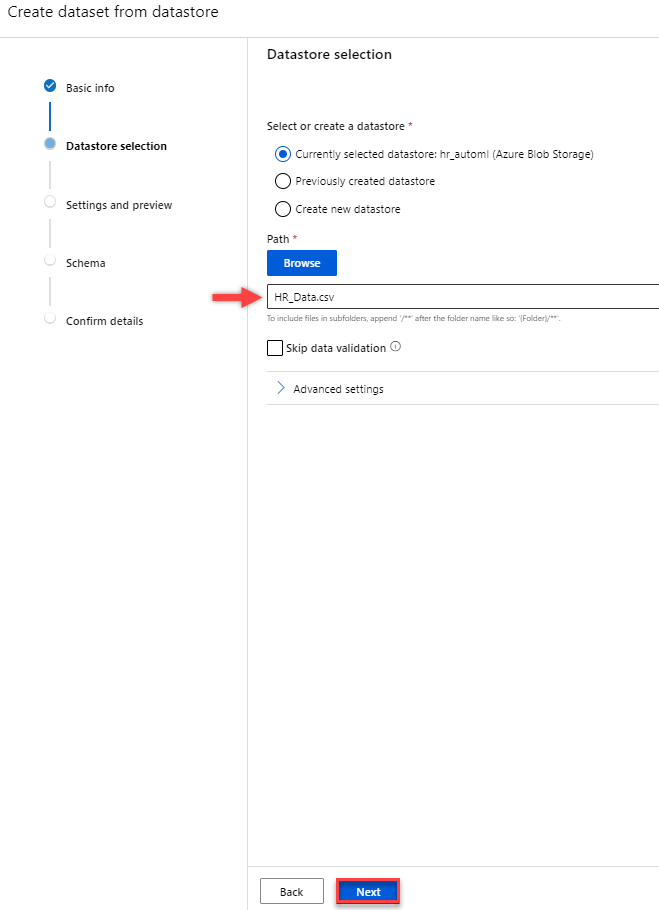 Create dataset from datastore
Basic info
Datastore selection
Settings and preview
Schema
Confirm details
Datastore selection
Select or create a datastore *
Currently selected datastore: hr_automl (Azure Blob Storage)
Previously created datastore
Create new datastore
Path *
Browse
HR_Data.csv
To include files in subfolders, append '/**' after the folder name like so: '{Folder}/**'.
Skip data validation
Advanced settings
Back
Next